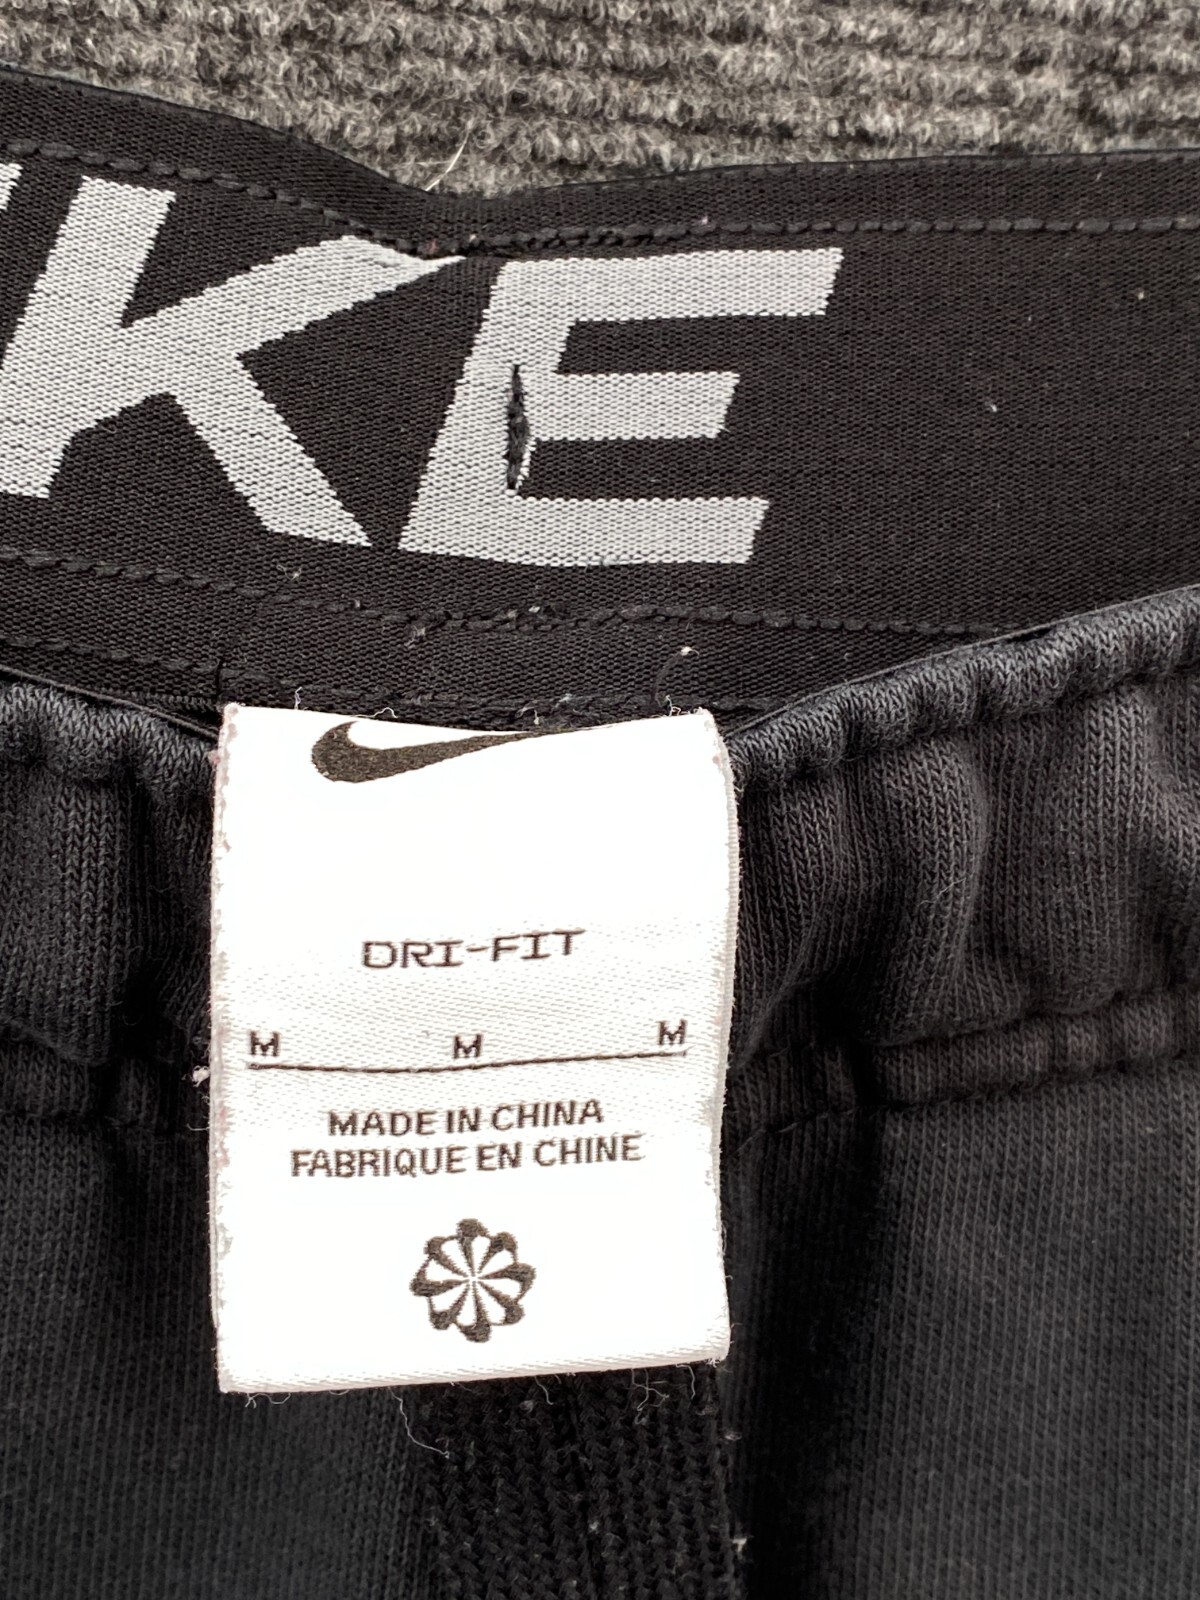 KE
DRI-FIT
M M M
MADE IN CHINA
FABRIQUE EN CHINE